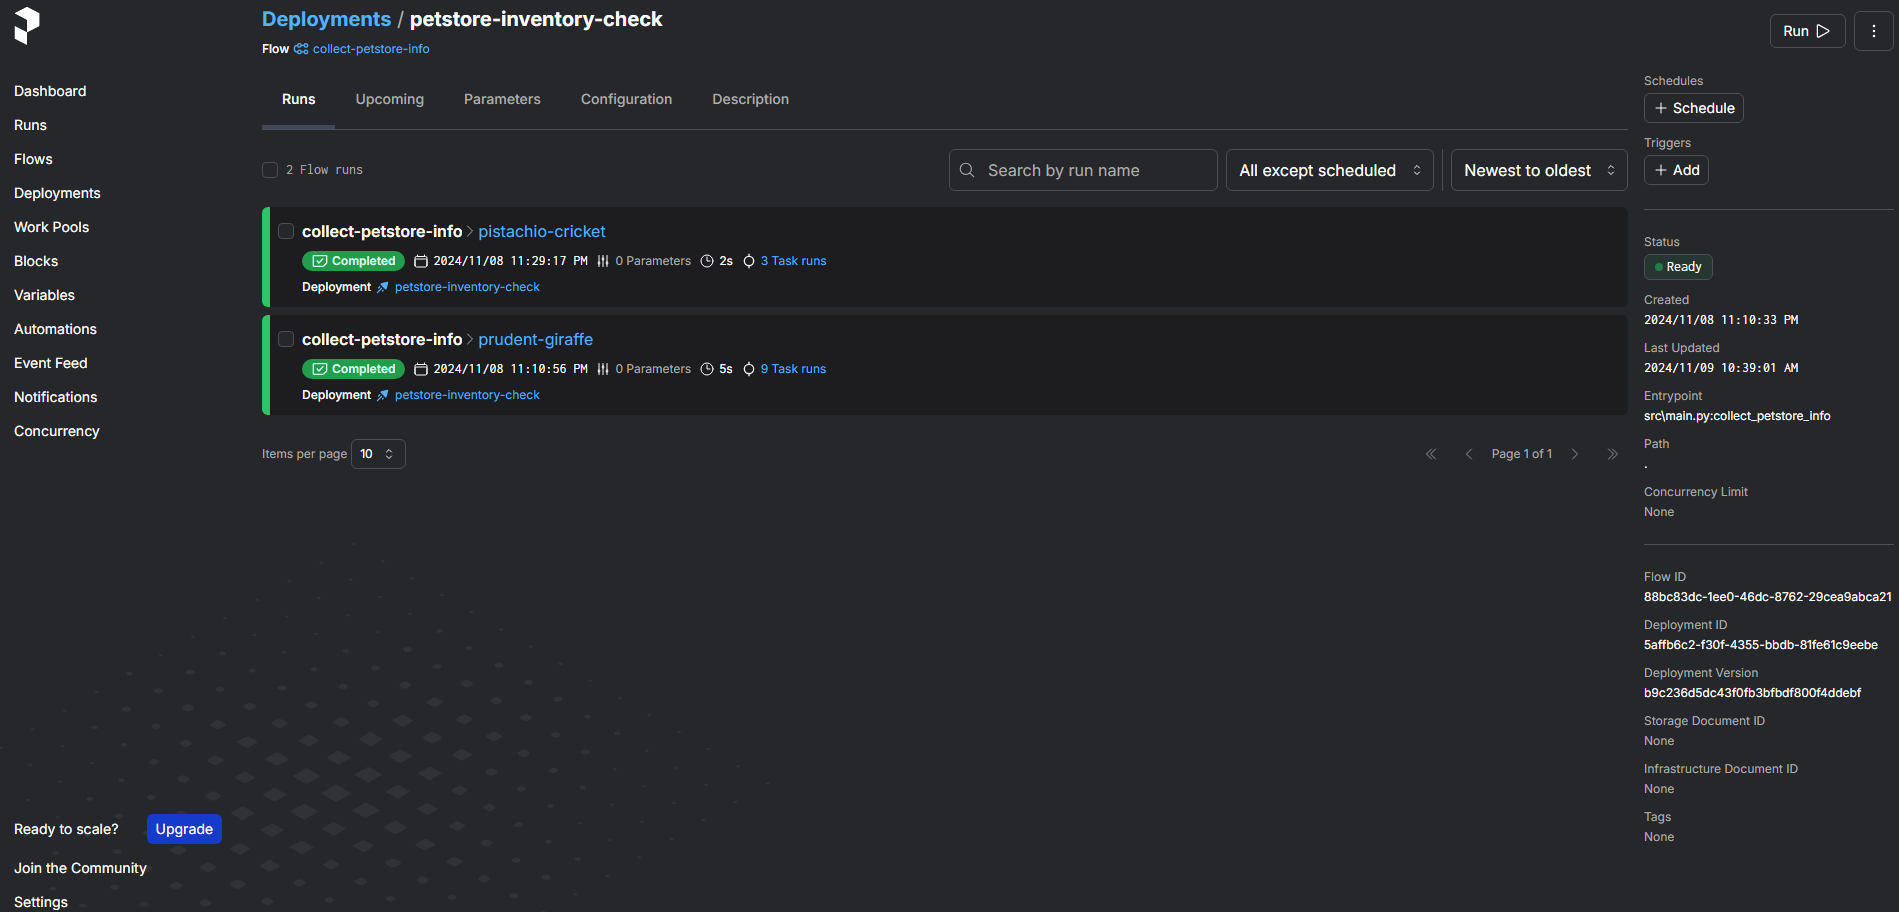 Deployments / petstore-inventory-check
Flow collect-petstore-info
Run
Dashboard
Runs
Flows
Deployments
Work Pools
Blocks
Variables
Automations
Event Feed
Notifications
Concurrency
Runs Upcoming Parameters Configuration Description
2 Flow runs
Search by run name
All except scheduled
Newest to oldest
collect-petstore-info pistachio-cricket
Completed 2024/11/08 11:29:17 PM 0 Parameters 2s 3 Task runs
Deployment petstore-inventory-check
collect-petstore-info prudent-giraffe
Completed 2024/11/08 11:10:56 PM 0 Parameters 5s 9 Task runs
Deployment petstore-inventory-check
Items per page 10
Page 1 of 1
Schedules
+ Schedule
Triggers
+ Add
Status
Ready
Created
2024/11/08 11:10:33 PM
Last Updated
2024/11/09 10:39:01 AM
Entrypoint
src\main.py:collect_petstore_info
Path
.
Concurrency Limit
None
Flow ID
88bc83dc-1ee0-46dc-8762-29cea9abca21
Deployment ID
5affb6c2-f30f-4355-bbdb-81fe61c9eebe
Deployment Version
b9c236d5dc43f0fb3bfbdf800f4ddebf
Storage Document ID
None
Infrastructure Document ID
None
Tags
None
Ready to scale? Upgrade
Join the Community
Settings